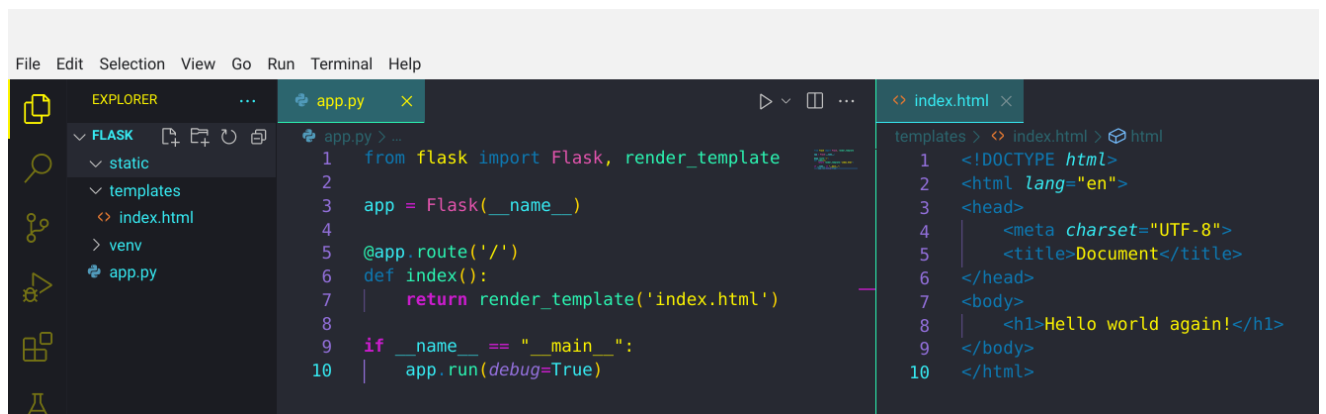 File Edit Selection View Go Run Terminal Help
EXPLORER ...
FLASK
static
templates
<> index.html
venv
app.py
app.py ×
...
app.py > ...
1 from flask import Flask, render_template
2
3 app = Flask(__name__)
4
5 @app.route('/')
6 def index():
7 return render_template('index.html')
8
9 if __name__ == "__main__":
10 app.run(debug=True)
<> index.html ×
templates > <> index.html > html
1 <!DOCTYPE html>
2 <html lang="en">
3 <head>
4 <meta charset="UTF-8">
5 <title>Document</title>
6 </head>
7 <body>
8 <h1>Hello world again!</h1>
9 </body>
10 </html>